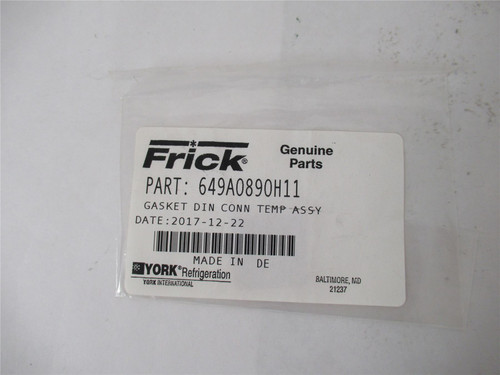 Frick®
Genuine
Parts
PART: 649A0890H11
GASKET DIN CONN TEMP ASSY
DATE:2017-12-22
MADE IN DE
YORK® Refrigeration
YORK INTERNATIONAL
BALTIMORE, MD
21237